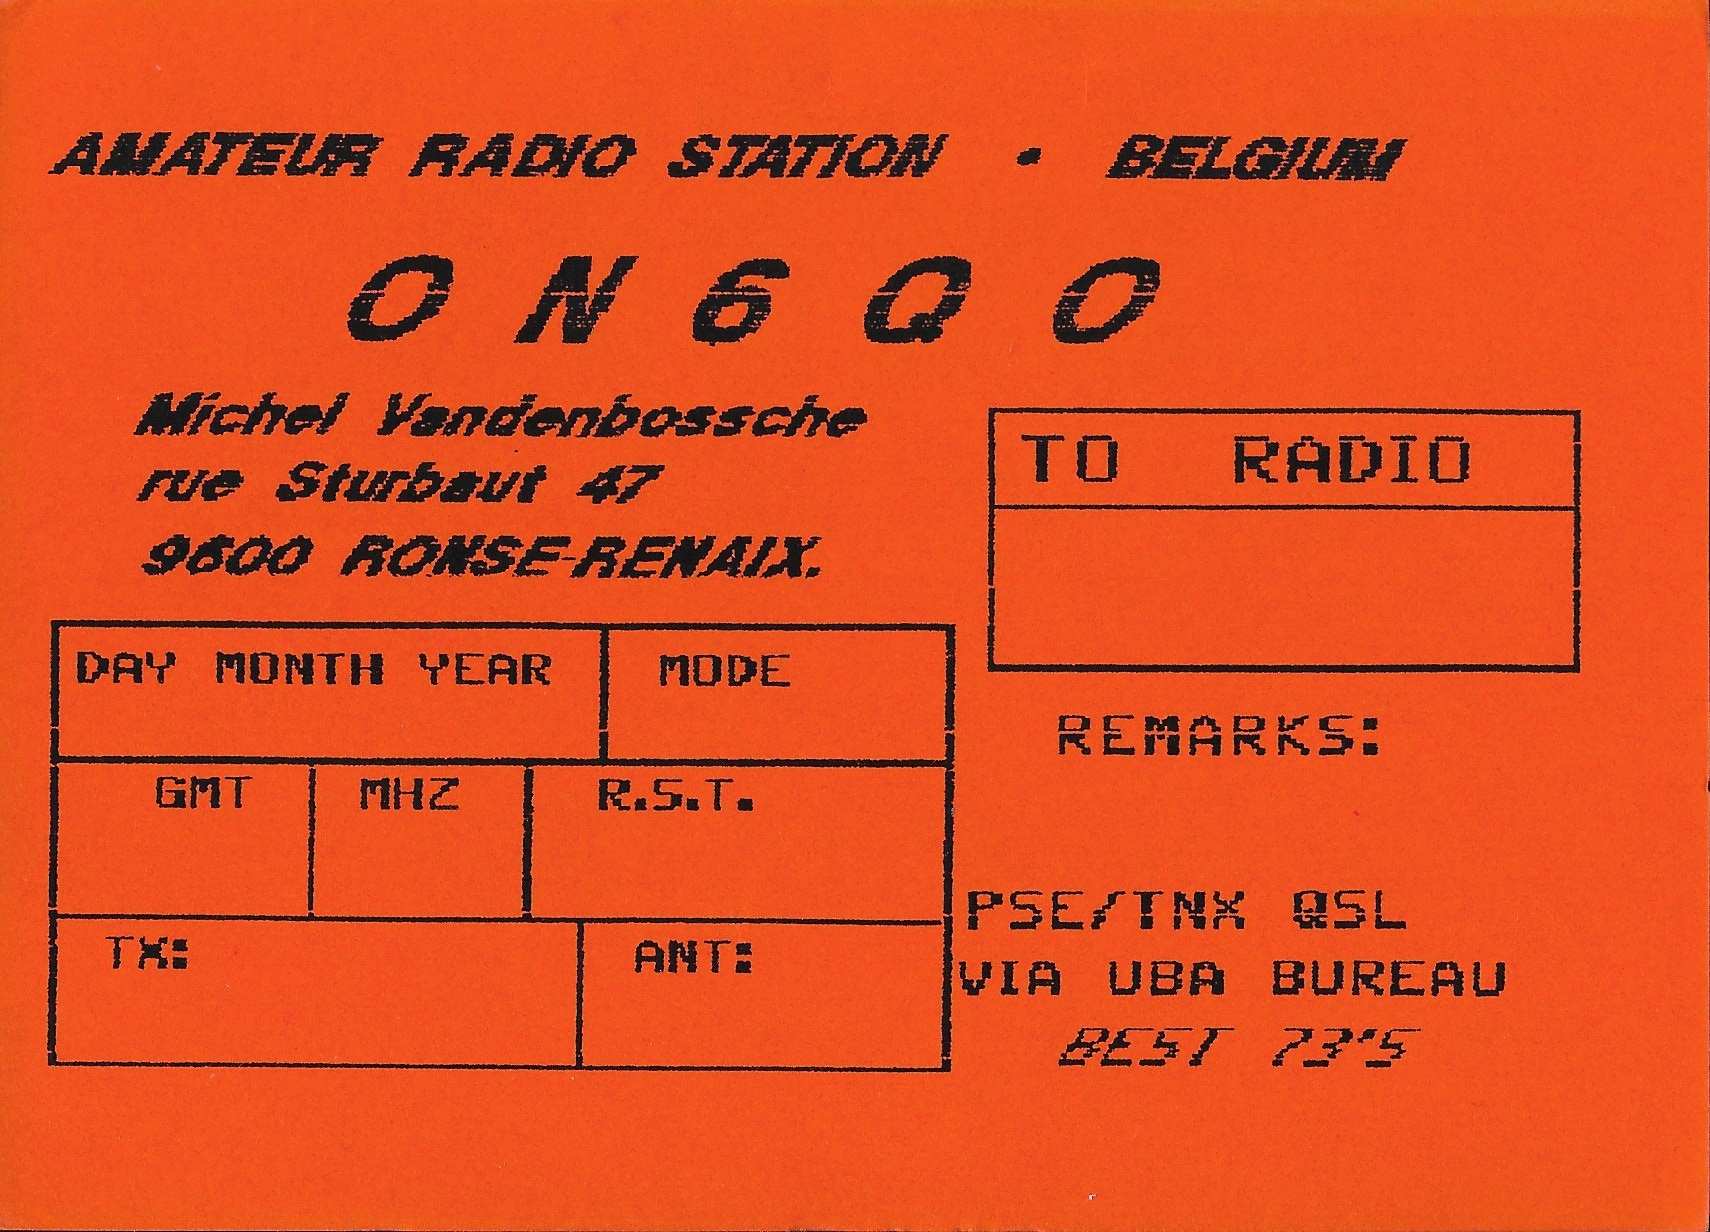 AMATEUR RADIO STATION • BELGIUM
O N 6 Q O
Michel Vandenbossche
rue Sturbaut 47
9600 RONSE-RENAIX.
TO RADIO
DAY MONTH YEAR MODE
GMT MHZ R.S.T.
TX: ANT:
REMARKS:
PSE/TNX QSL
VIA UBA BUREAU
BEST 73'S